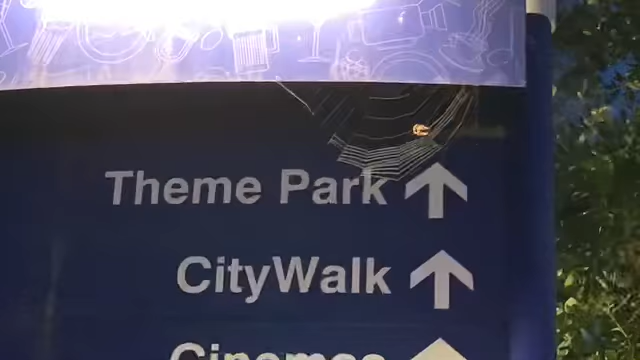 Theme Park ↑
CityWalk ↑
Cinemas ↑